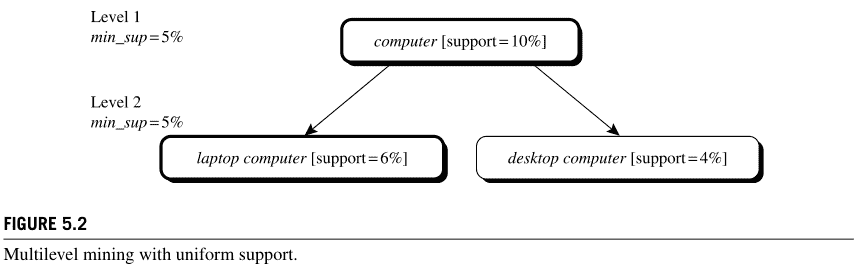 Level 1
min_sup=5%
computer [support=10%]
Level 2
min_sup=5%
laptop computer [support=6%]
desktop computer [support=4%]
FIGURE 5.2
Multilevel mining with uniform support.